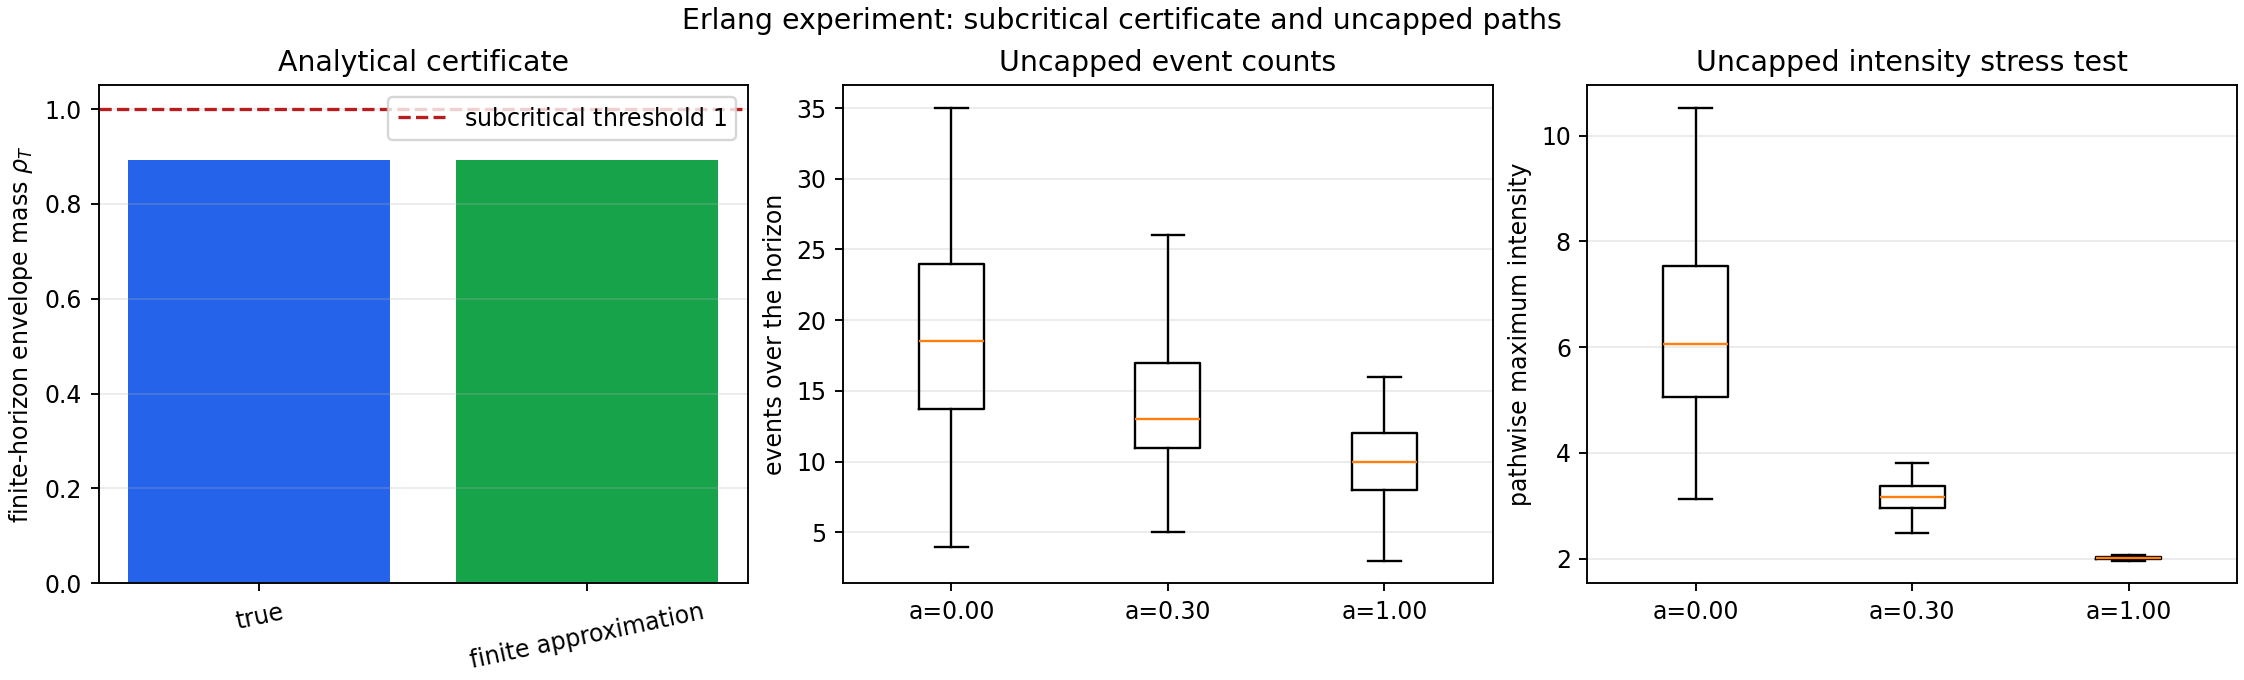 Erlang experiment: subcritical certificate and uncapped paths
Analytical certificate
finite-horizon envelope mass ρ_T
1.0
0.8
0.6
0.4
0.2
0.0
subcritical threshold 1
true
finite approximation
Uncapped event counts
events over the horizon
35
30
25
20
15
10
5
a=0.00
a=0.30
a=1.00
Uncapped intensity stress test
pathwise maximum intensity
10
8
6
4
2
a=0.00
a=0.30
a=1.00